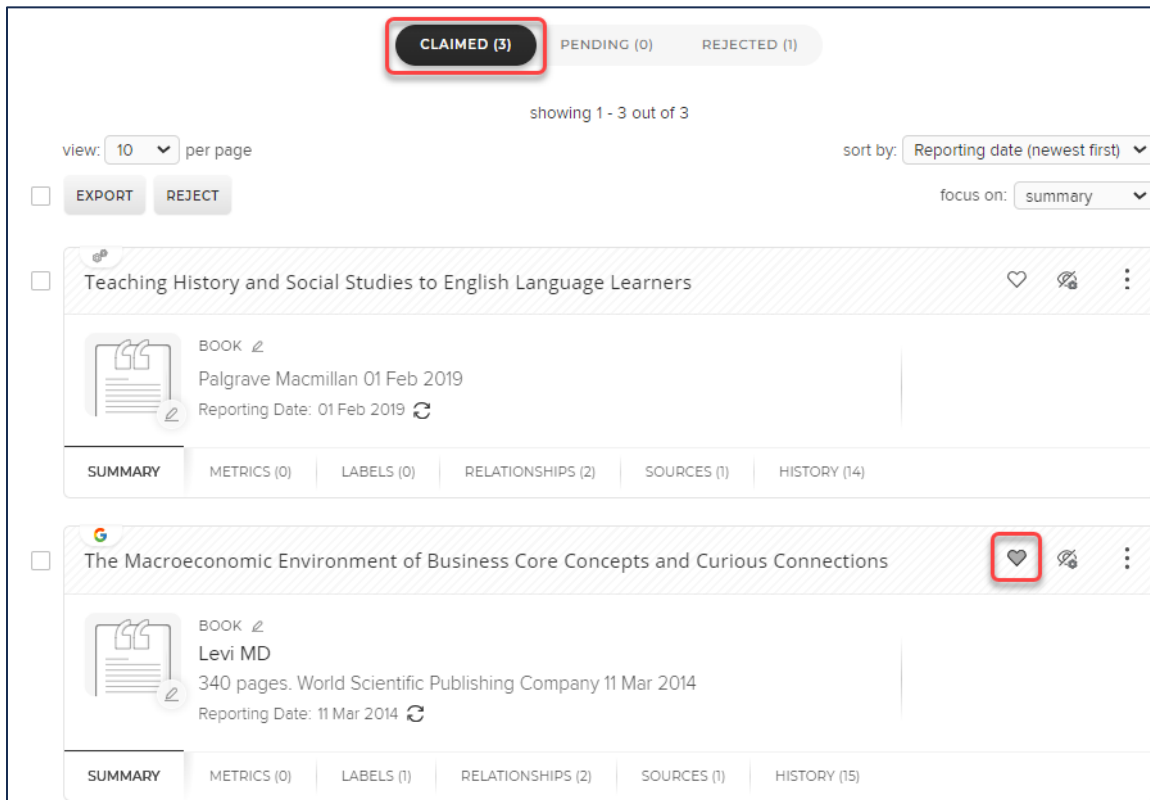 CLAIMED (3) PENDING (0) REJECTED (1)
showing 1 - 3 out of 3
view: 10 per page sort by: Reporting date (newest first)
EXPORT REJECT focus on: summary
Teaching History and Social Studies to English Language Learners
BOOK
Palgrave Macmillan 01 Feb 2019
Reporting Date: 01 Feb 2019
SUMMARY METRICS (0) LABELS (0) RELATIONSHIPS (2) SOURCES (1) HISTORY (14)
G
The Macroeconomic Environment of Business Core Concepts and Curious Connections
BOOK
Levi MD
340 pages. World Scientific Publishing Company 11 Mar 2014
Reporting Date: 11 Mar 2014
SUMMARY METRICS (0) LABELS (1) RELATIONSHIPS (2) SOURCES (1) HISTORY (15)